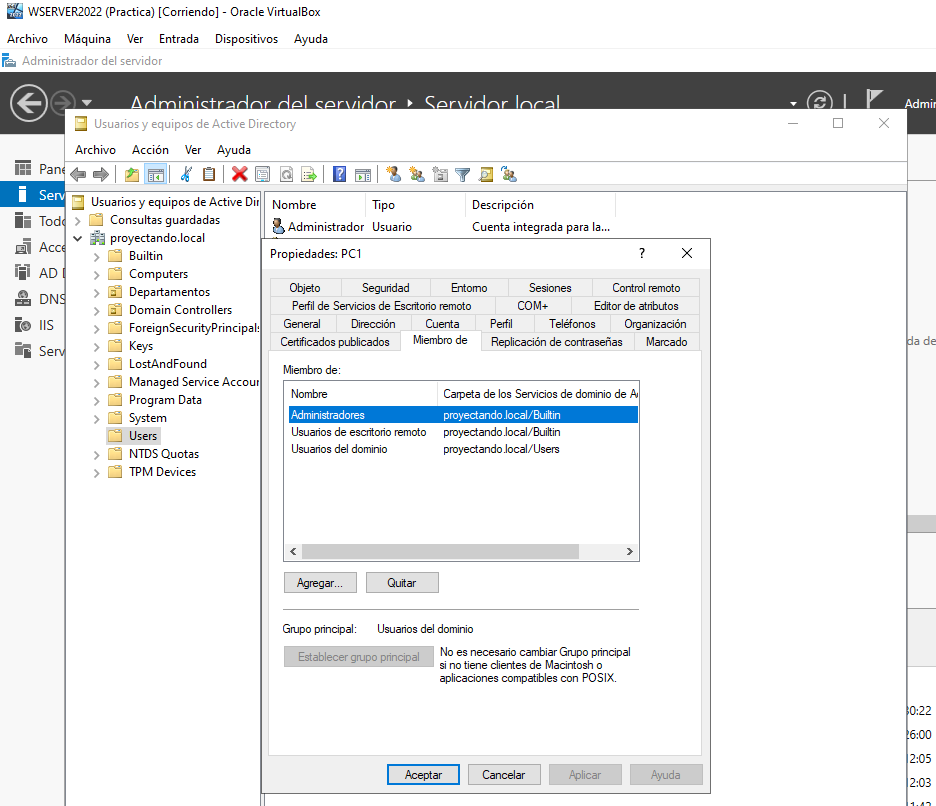 WSERVER2022 (Practica) [Corriendo] - Oracle VirtualBox
Archivo Máquina Ver Entrada Dispositivos Ayuda
Administrador del servidor
Administrador del servidor ‣ Servidor local
Admin
Usuarios y equipos de Active Directory
Archivo Acción Ver Ayuda
Pane
Serv
Todo
Acce
AD D
DNS
IIS
Serv
Usuarios y equipos de Active Dir
Consultas guardadas
proyectando.local
Builtin
Computers
Departamentos
Domain Controllers
ForeignSecurityPrincipals
Keys
LostAndFound
Managed Service Accour
Program Data
System
Users
NTDS Quotas
TPM Devices
Nombre Tipo Descripción
Administrador Usuario Cuenta integrada para la...
Propiedades: PC1
Objeto Seguridad Entorno Sesiones Control remoto
Perfil de Servicios de Escritorio remoto COM+ Editor de atributos
General Dirección Cuenta Perfil Teléfonos Organización
Certificados publicados Miembro de Replicación de contraseñas Marcado
Miembro de:
Nombre Carpeta de los Servicios de dominio de A
Administradores proyectando.local/Builtin
Usuarios de escritorio remoto proyectando.local/Builtin
Usuarios del dominio proyectando.local/Users
Agregar... Quitar
Grupo principal: Usuarios del dominio
Establecer grupo principal
No es necesario cambiar Grupo principal
si no tiene clientes de Macintosh o
aplicaciones compatibles con POSIX.
Aceptar Cancelar Aplicar Ayuda
da de
30:22
26:00
12:05
12:03